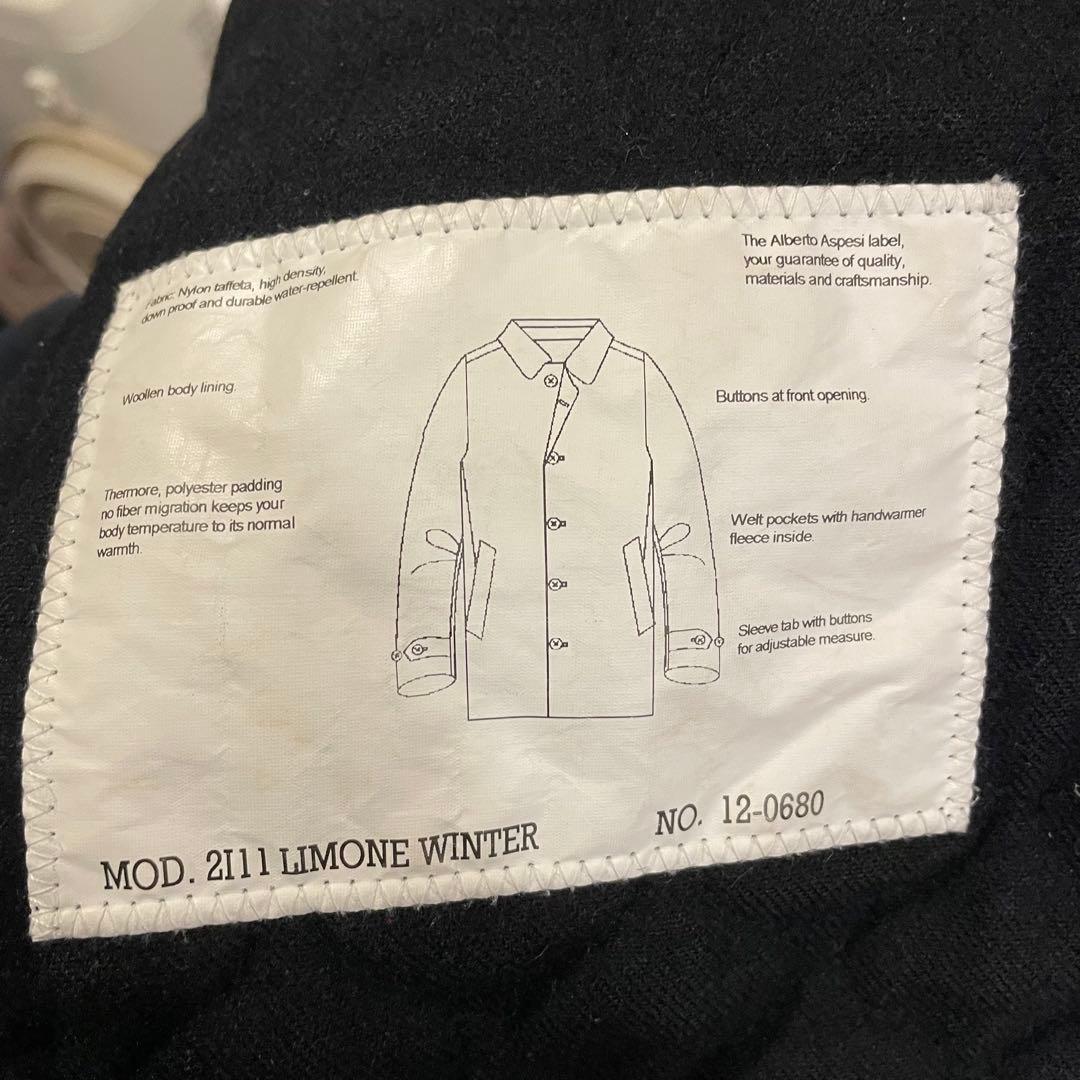 Fabric: Nylon taffeta, high density,
down proof and durable water-repellent.
The Alberto Aspesi label,
your guarantee of quality,
materials and craftsmanship.
Woollen body lining.
Buttons at front opening.
Thermore, polyester padding
no fiber migration keeps your
body temperature to its normal
warmth.
Welt pockets with handwarmer
fleece inside.
Sleeve tab with buttons
for adjustable measure.
MOD. 2I11 LIMONE WINTER
NO. 12-0680